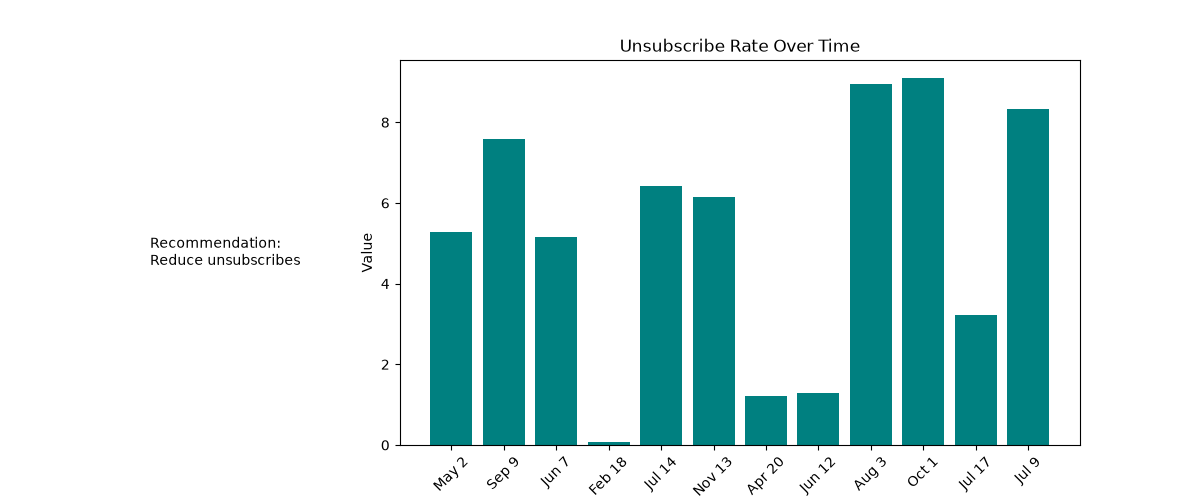 Unsubscribe Rate Over Time
Recommendation:
Reduce unsubscribes
Value
8
6
4
2
0
May 2
Sep 9
Jun 7
Feb 18
Jul 14
Nov 13
Apr 20
Jun 12
Aug 3
Oct 1
Jul 17
Jul 9